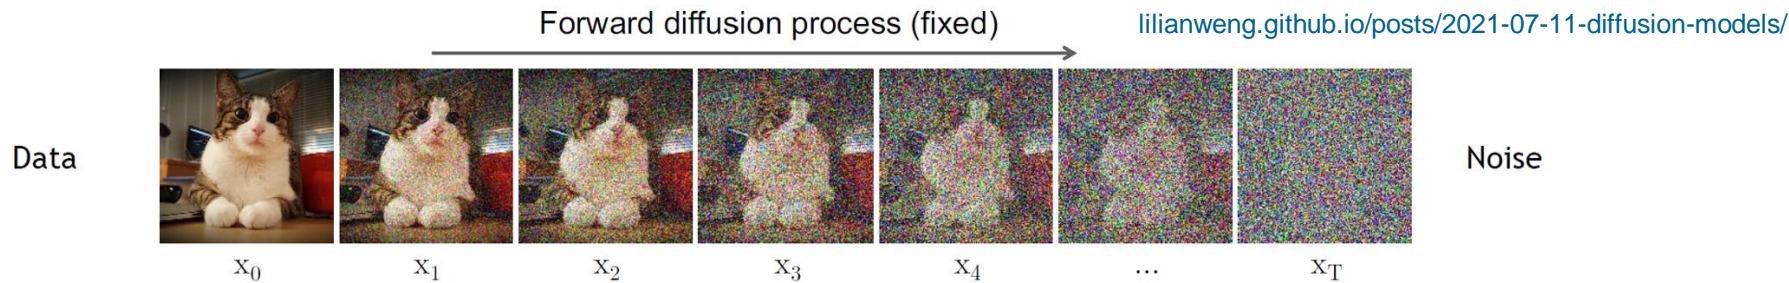 Forward diffusion process (fixed)
lilianweng.github.io/posts/2021-07-11-diffusion-models/
Data
Noise
x₀ x₁ x₂ x₃ x₄ ... x_T